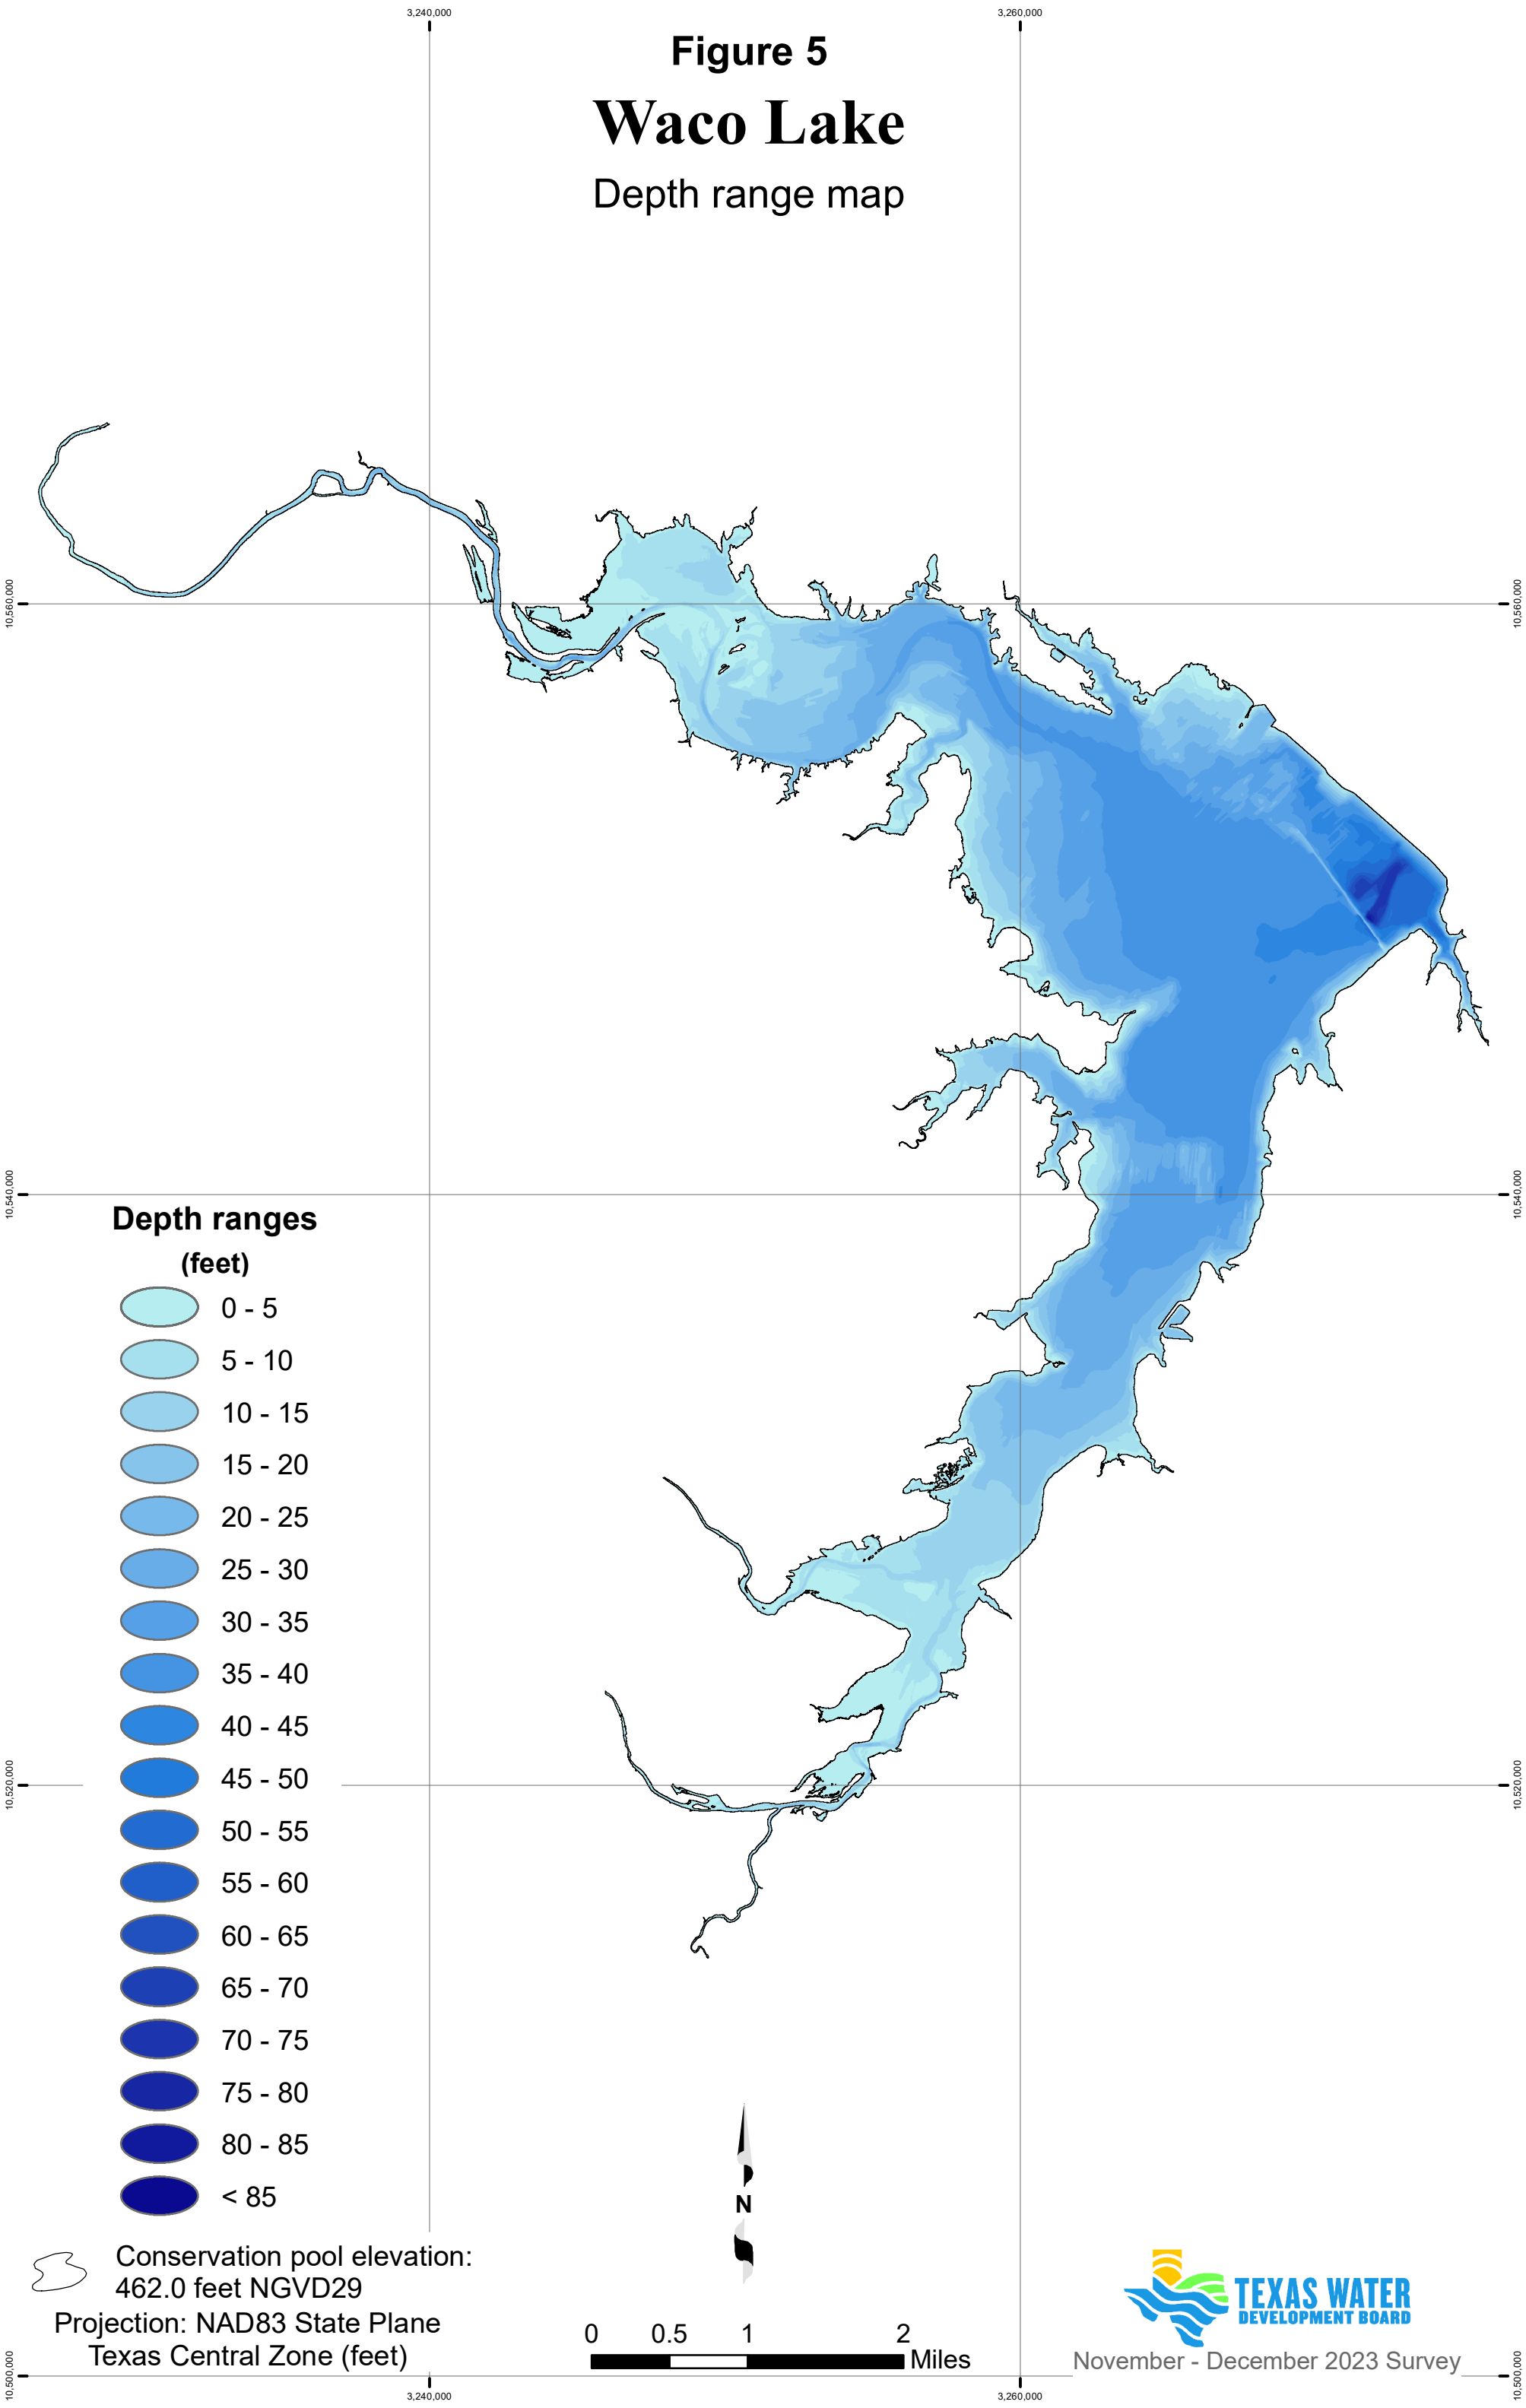 3,240,000
3,260,000
Figure 5
Waco Lake
Depth range map
10,560,000
10,560,000
10,540,000
10,540,000
Depth ranges
(feet)
0 - 5
5 - 10
10 - 15
15 - 20
20 - 25
25 - 30
30 - 35
35 - 40
40 - 45
45 - 50
50 - 55
55 - 60
60 - 65
65 - 70
70 - 75
75 - 80
80 - 85
< 85
10,520,000
10,520,000
N
Conservation pool elevation:
462.0 feet NGVD29
Projection: NAD83 State Plane
Texas Central Zone (feet)
0 0.5 1 2
Miles
TEXAS WATER
DEVELOPMENT BOARD
November - December 2023 Survey
10,500,000
10,500,000
3,240,000
3,260,000